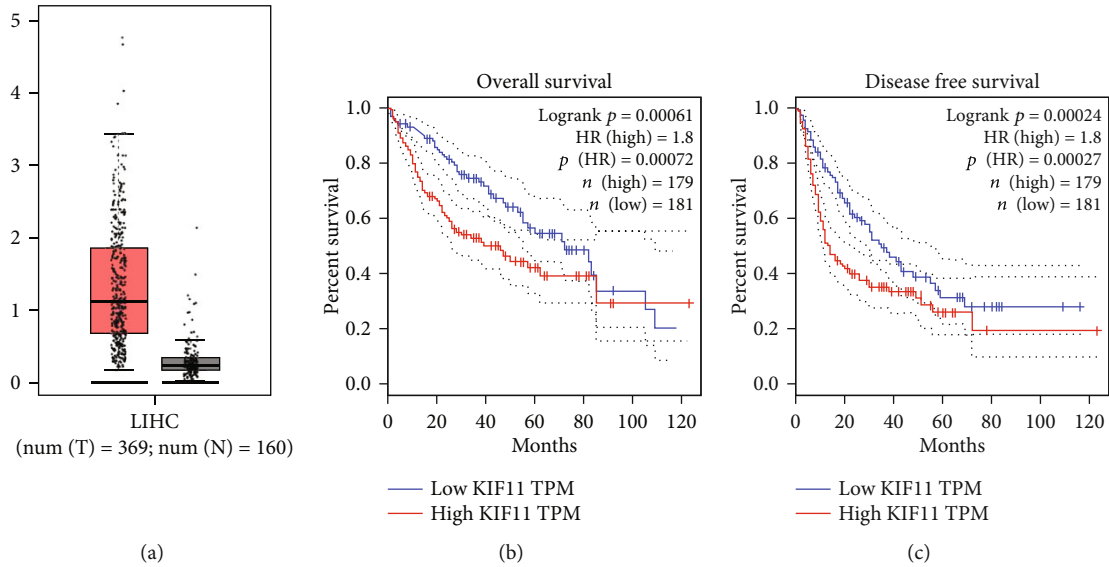 5
4
3
2
1
0
LIHC
(num (T) = 369; num (N) = 160)
(a)
Overall survival
Logrank p = 0.00061
HR (high) = 1.8
p (HR) = 0.00072
n (high) = 179
n (low) = 181
Percent survival
1.0
0.8
0.6
0.4
0.2
0.0
0 20 40 60 80 100 120
Months
Low KIF11 TPM
High KIF11 TPM
(b)
Disease free survival
Logrank p = 0.00024
HR (high) = 1.8
p (HR) = 0.00027
n (high) = 179
n (low) = 181
Percent survival
1.0
0.8
0.6
0.4
0.2
0.0
0 20 40 60 80 100 120
Months
Low KIF11 TPM
High KIF11 TPM
(c)